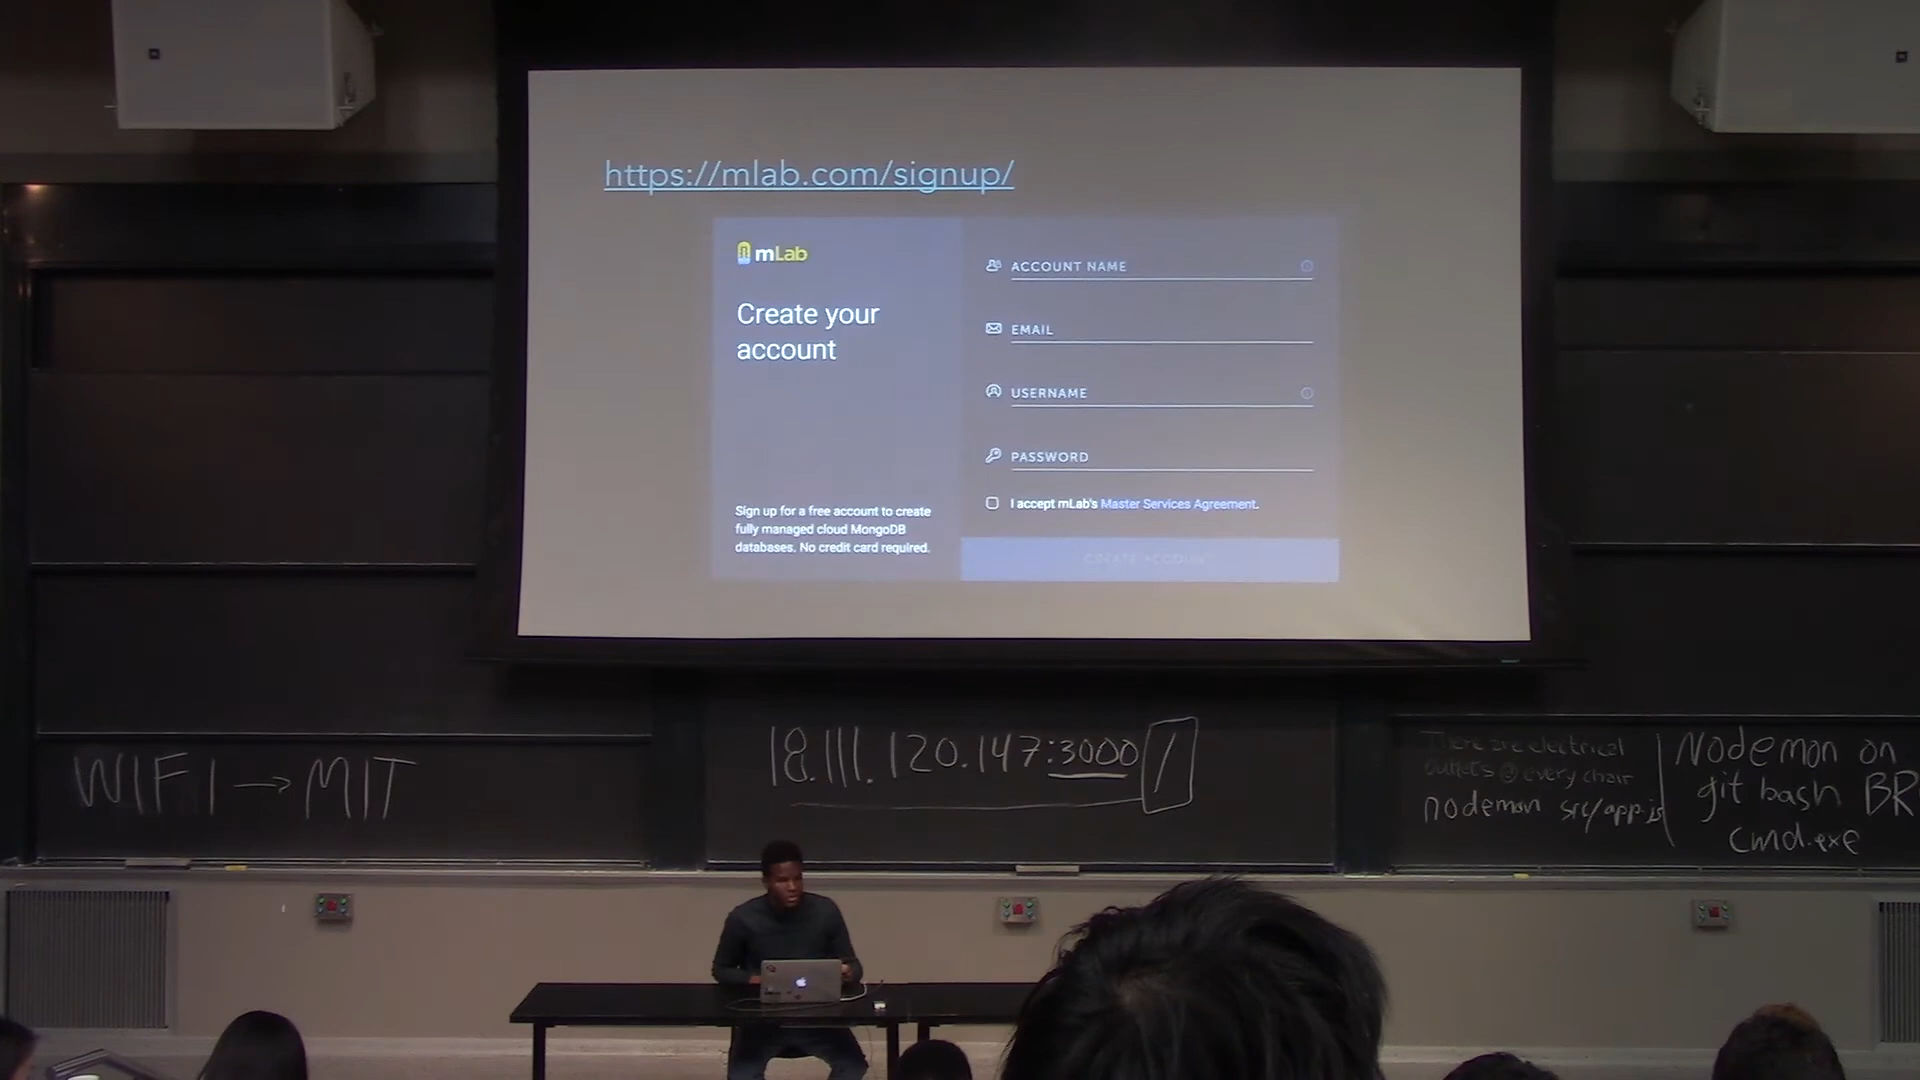 https://mlab.com/signup/
mLab
Create your
account
Sign up for a free account to create
fully managed cloud MongoDB
databases. No credit card required.
ACCOUNT NAME
EMAIL
USERNAME
PASSWORD
I accept mLab's Master Services Agreement.
CREATE ACCOUNT
WIFI → MIT
18.111.120.147:3000/
There are electrical
outlets @ every chair
nodemon src/app.js
Nodemon on
git bash BR
cmd.exe